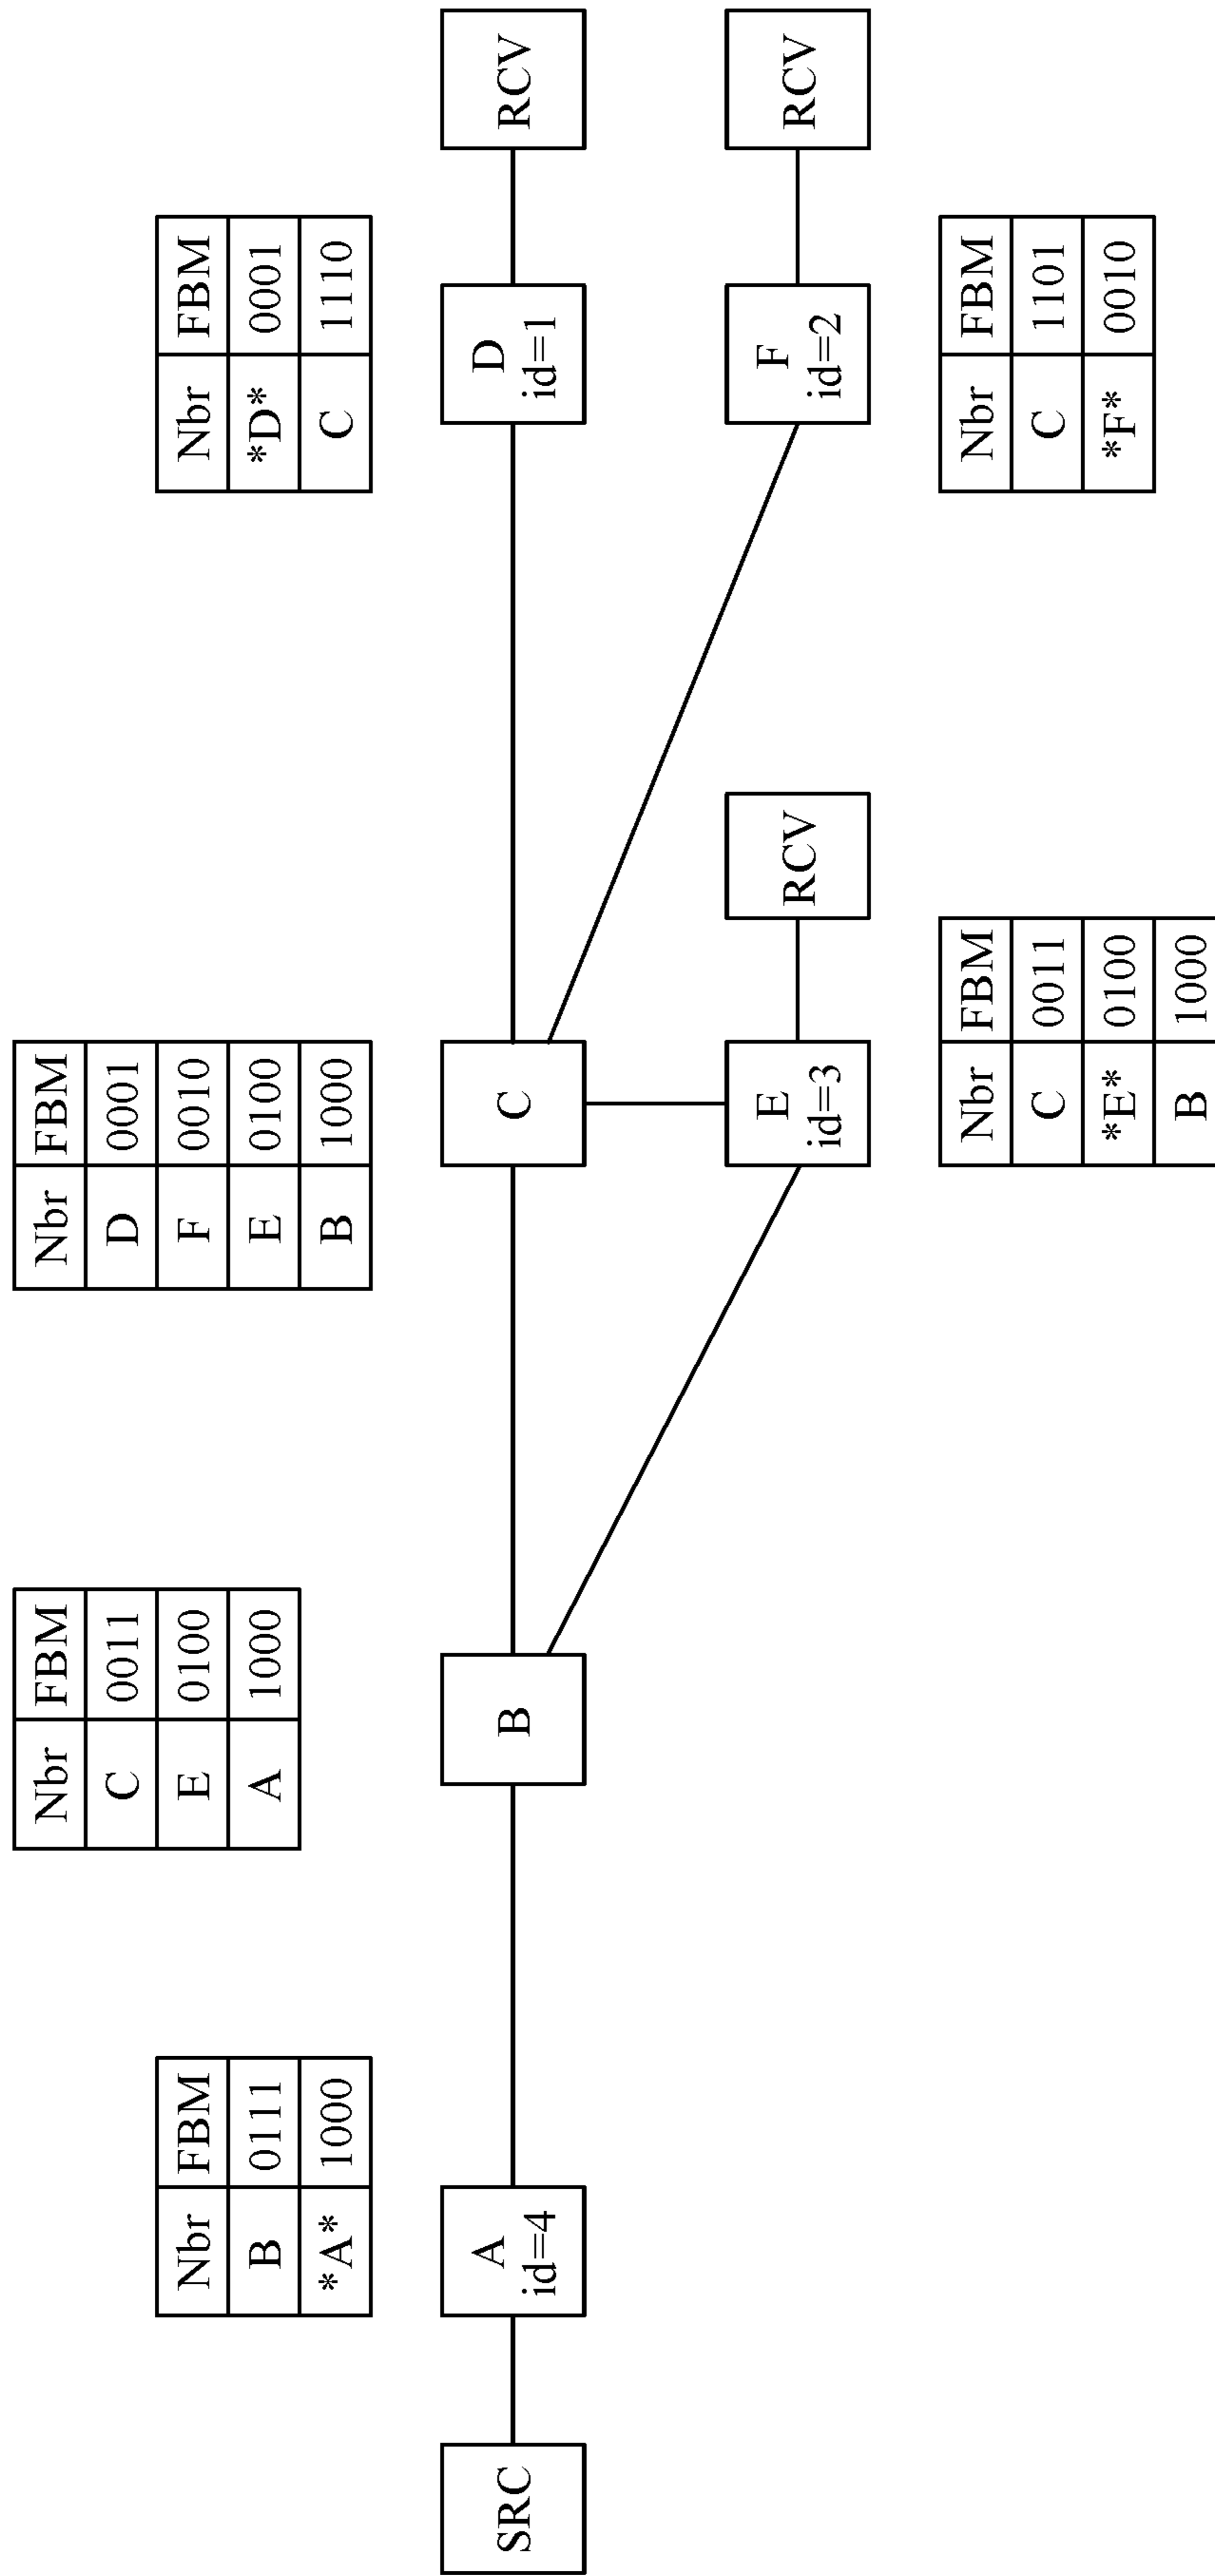 Nbr FBM
C 0011
E 0100
A 1000
Nbr FBM
D 0001
F 0010
E 0100
B 1000
Nbr FBM
B 0111
*A* 1000
Nbr FBM
*D* 0001
C 1110
SRC
A
id=4
B
C
D
id=1
RCV
E
id=3
RCV
F
id=2
RCV
Nbr FBM
C 0011
*E* 0100
B 1000
Nbr FBM
C 1101
*F* 0010